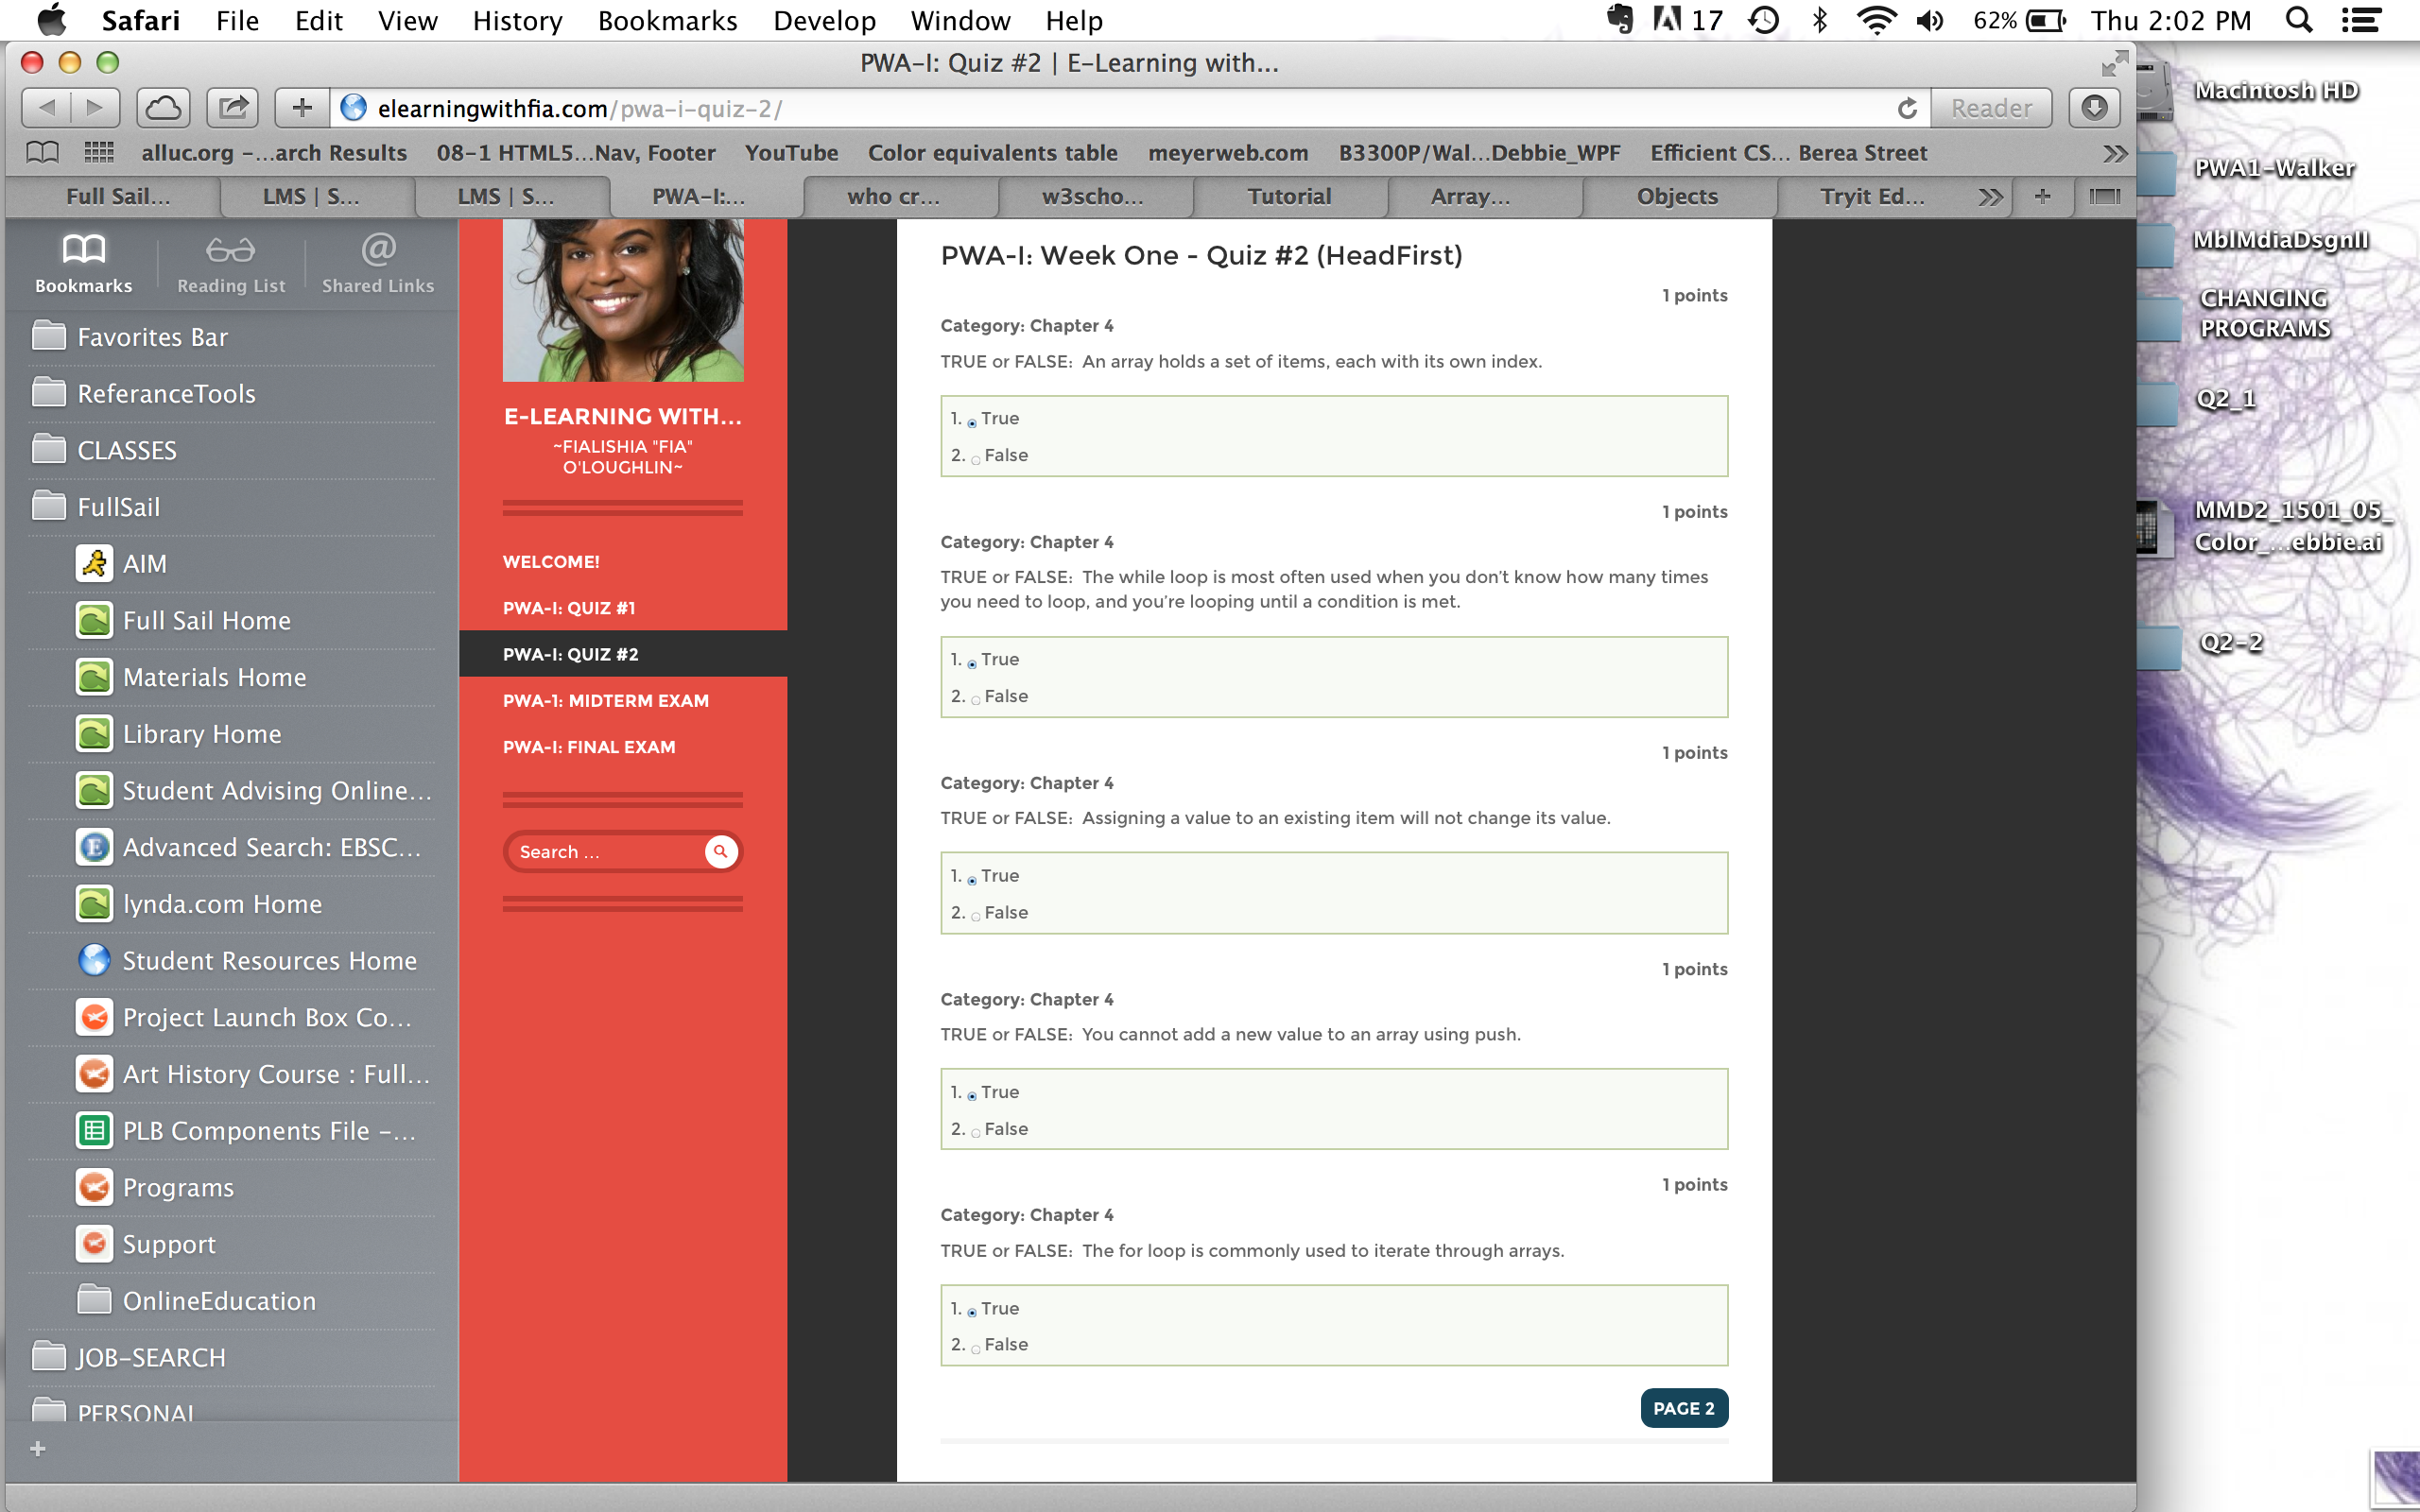 Safari File Edit View History Bookmarks Develop Window Help 17 62% Thu 2:02 PM
PWA-I: Quiz #2 | E-Learning with...
elearningwithfia.com/pwa-i-quiz-2/ Reader
alluc.org -...arch Results 08-1 HTML5...Nav, Footer YouTube Color equivalents table meyerweb.com B3300P/Wal...Debbie_WPF Efficient CS... Berea Street
Full Sail... LMS | S... LMS | S... PWA-I:... who cr... w3scho... Tutorial Array... Objects Tryit Ed...
Bookmarks Reading List Shared Links
Favorites Bar
ReferanceTools
CLASSES
FullSail
AIM
Full Sail Home
Materials Home
Library Home
Student Advising Online...
Advanced Search: EBSC...
lynda.com Home
Student Resources Home
Project Launch Box Co...
Art History Course : Full...
PLB Components File -...
Programs
Support
OnlineEducation
JOB-SEARCH
PERSONAL
E-LEARNING WITH...
~FIALISHIA "FIA"
O'LOUGHLIN~
WELCOME!
PWA-I: QUIZ #1
PWA-I: QUIZ #2
PWA-1: MIDTERM EXAM
PWA-I: FINAL EXAM
Search ...
PWA-I: Week One - Quiz #2 (HeadFirst)
1 points
Category: Chapter 4
TRUE or FALSE: An array holds a set of items, each with its own index.
1. True
2. False
1 points
Category: Chapter 4
TRUE or FALSE: The while loop is most often used when you don't know how many times
you need to loop, and you're looping until a condition is met.
1. True
2. False
1 points
Category: Chapter 4
TRUE or FALSE: Assigning a value to an existing item will not change its value.
1. True
2. False
1 points
Category: Chapter 4
TRUE or FALSE: You cannot add a new value to an array using push.
1. True
2. False
1 points
Category: Chapter 4
TRUE or FALSE: The for loop is commonly used to iterate through arrays.
1. True
2. False
PAGE 2
Macintosh HD
PWA1-Walker
MblMdiaDsgnII
CHANGING
PROGRAMS
Q2_1
MMD2_1501_05_
Color_...ebbie.ai
Q2-2